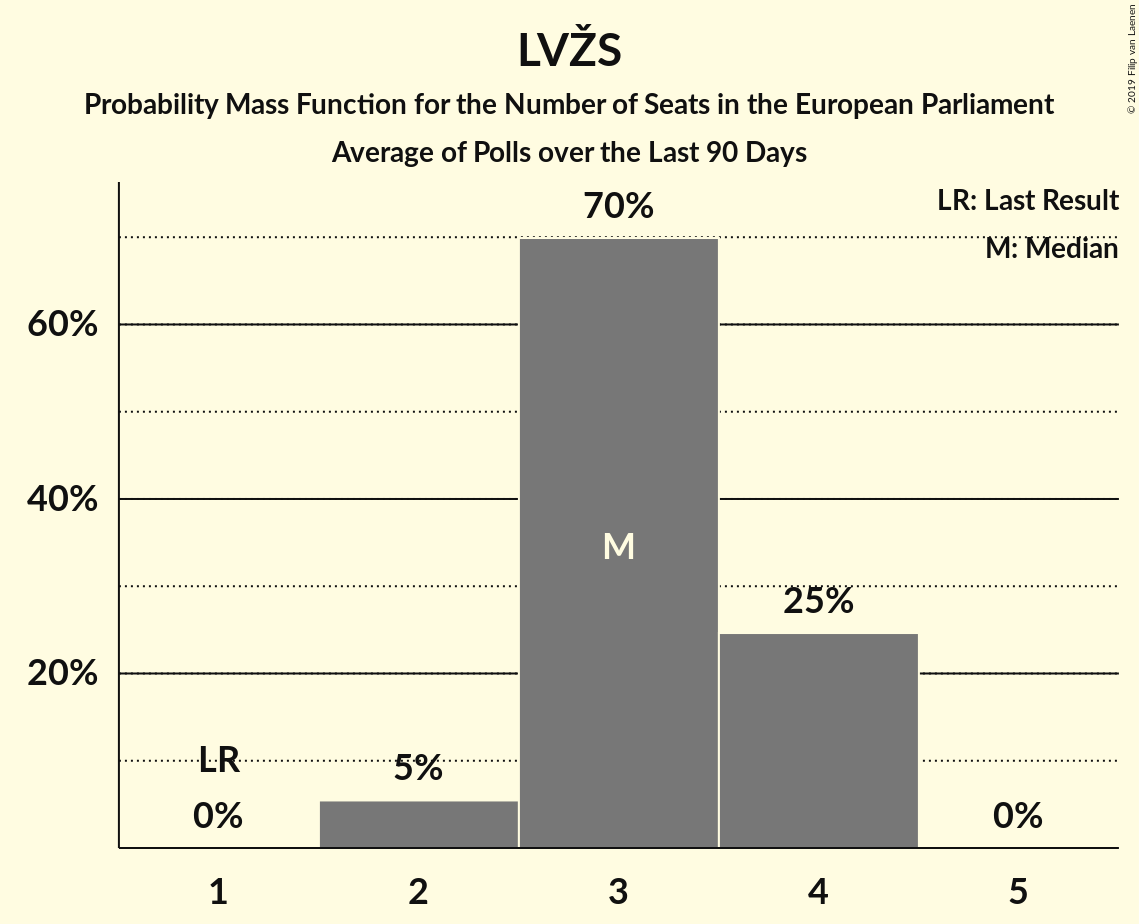 LVŽS
Probability Mass Function for the Number of Seats in the European Parliament
Average of Polls over the Last 90 Days
© 2019 Filip van Laenen
LR: Last Result
M: Median
70%
60%
40%
20%
M
25%
LR
5%
0%
0%
1 2 3 4 5